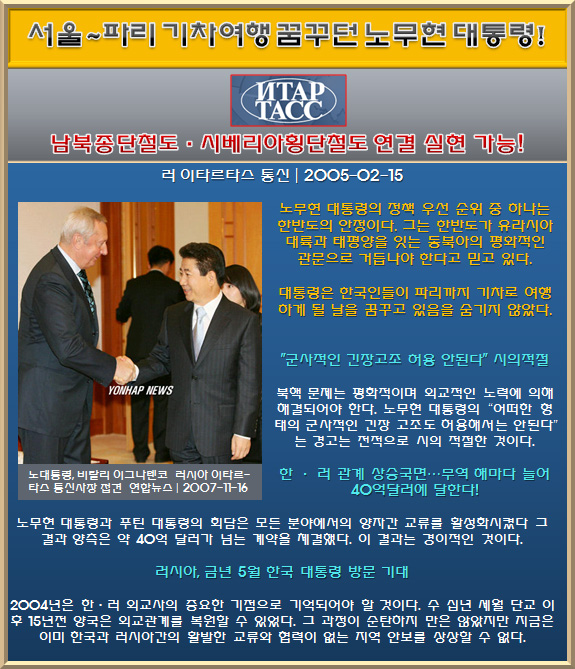 서울~파리 기차여행 꿈꾸던 노무현 대통령!
ИТАР
ТАСС
남북종단철도·시베리아횡단철도 연결 실현 가능!
러 이타르타스 통신 | 2005-02-15
노무현 대통령의 정책 우선 순위 중 하나는
한반도의 안정이다. 그는 한반도가 유라시아
대륙과 태평양을 잇는 동북아의 평화적인
관문으로 거듭나야 한다고 믿고 있다.
대통령은 한국인들이 파리까지 기차로 여행
하게 될 날을 꿈꾸고 있음을 숨기지 않았다.
"군사적인 긴장고조 허용 안된다" 시의적절
북핵 문제는 평화적이며 외교적인 노력에 의해
해결되어야 한다. 노무현 대통령의 "어떠한 형
태의 군사적인 긴장 고조도 허용해서는 안된다"
는 경고는 전적으로 시의 적절한 것이다.
YONHAP NEWS
노대통령, 비탈리 이그나텐코 러시아 이타르-
타스 통신사장 접견 연합뉴스 | 2007-11-16
한 · 러 관계 상승국면…무역 해마다 늘어
40억달러에 달한다!
노무현 대통령과 푸틴 대통령의 회담은 모든 분야에서의 양자간 교류를 활성화시켰다 그
결과 양측은 약 40억 달러가 넘는 계약을 체결했다. 이 결과는 경이적인 것이다.
러시아, 금년 5월 한국 대통령 방문 기대
2004년은 한·러 외교사의 중요한 기점으로 기억되어야 할 것이다. 수 십년 세월 단교 이
후 15년전 양국은 외교관계를 복원할 수 있었다. 그 과정이 순탄하지 만은 않았지만 지금은
이미 한국과 러시아간의 활발한 교류와 협력이 없는 지역 안보를 상상할 수 없다.